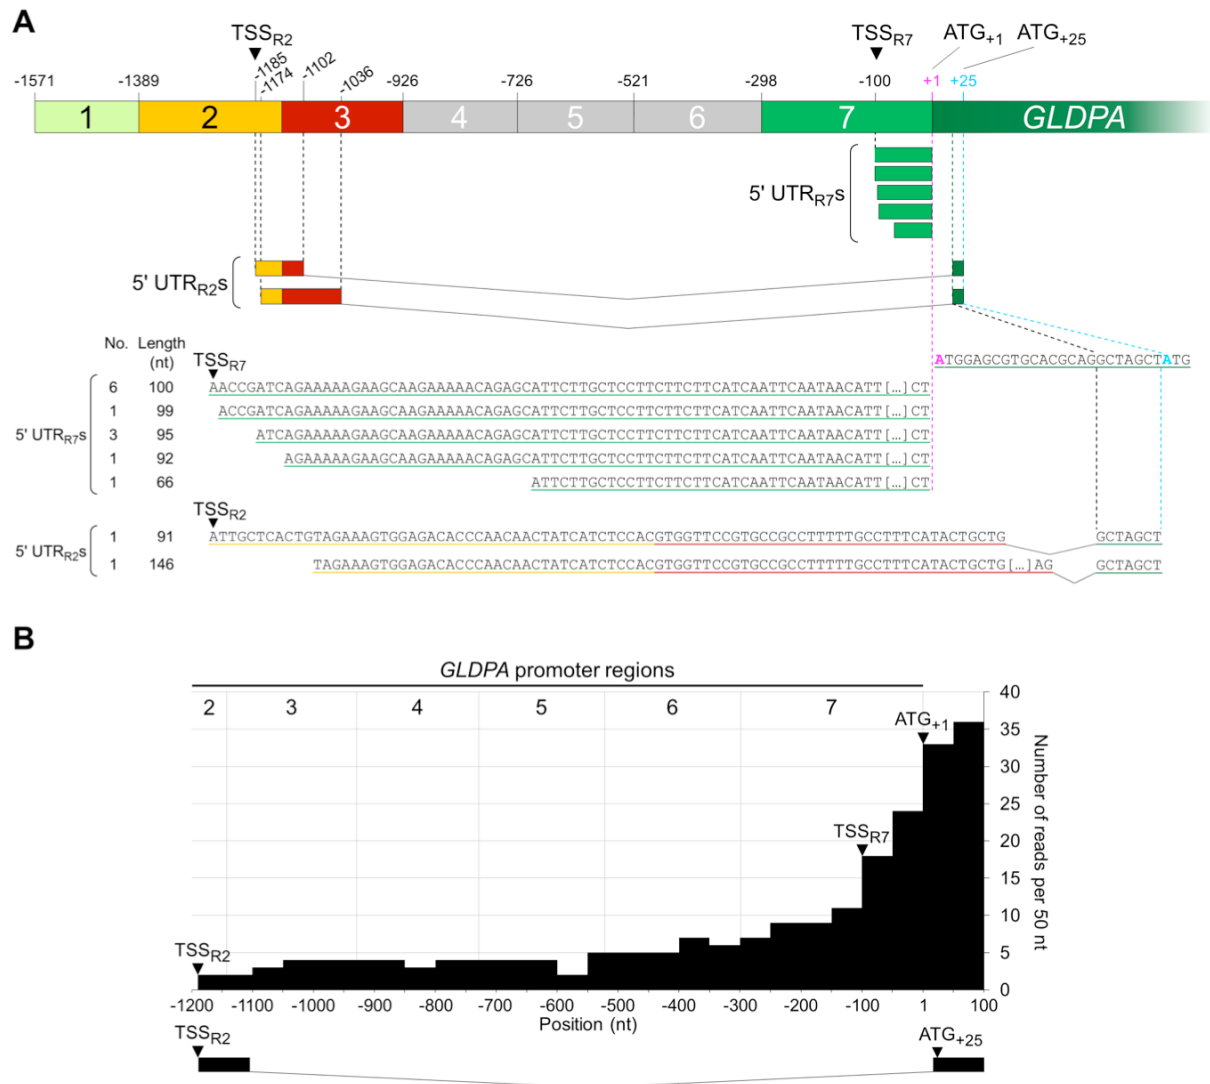 A
TSSR2 TSSR7 ATG+1 ATG+25
-1571 -1389 -1185 -1174 -1102 -1036 -926 -726 -521 -298 -100 +1 +25
1 2 3 4 5 6 7 GLDPA
5' UTRR7s
5' UTRR2s
No. Length (nt) TSSR7
ATGGAGCGTGCACGCAGGCTAGCTATG
6 100 AACCGATCAGAAAAAGAAGCAAGAAAAACAGAGCATTCTTGCTCCTTCTTCTTCATCAATTCAATAACATT[...]CT
1 99 ACCGATCAGAAAAAGAAGCAAGAAAAACAGAGCATTCTTGCTCCTTCTTCTTCATCAATTCAATAACATT[...]CT
5' UTRR7s 3 95 ATCAGAAAAAGAAGCAAGAAAAACAGAGCATTCTTGCTCCTTCTTCTTCATCAATTCAATAACATT[...]CT
1 92 AGAAAAAGAAGCAAGAAAAACAGAGCATTCTTGCTCCTTCTTCTTCATCAATTCAATAACATT[...]CT
1 66 ATTCTTGCTCCTTCTTCTTCATCAATTCAATAACATT[...]CT
TSSR2
5' UTRR2s 1 91 ATTGCTCACTGTAGAAAGTGGAGACACCCAACAACTATCATCTCCACGTGGTTCCGTGCCGCCTTTTTGCCTTTCATACTGCTG GCTAGCT
1 146 TAGAAAGTGGAGACACCCAACAACTATCATCTCCACGTGGTTCCGTGCCGCCTTTTTGCCTTTCATACTGCTG[...]AG GCTAGCT
B
GLDPA promoter regions
2 3 4 5 6 7
ATG+1
TSSR7
TSSR2
40
35
30
25
20
15
10
5
0
Number of reads per 50 nt
-1200 -1100 -1000 -900 -800 -700 -600 -500 -400 -300 -200 -100 1 100
Position (nt)
TSSR2 ATG+25